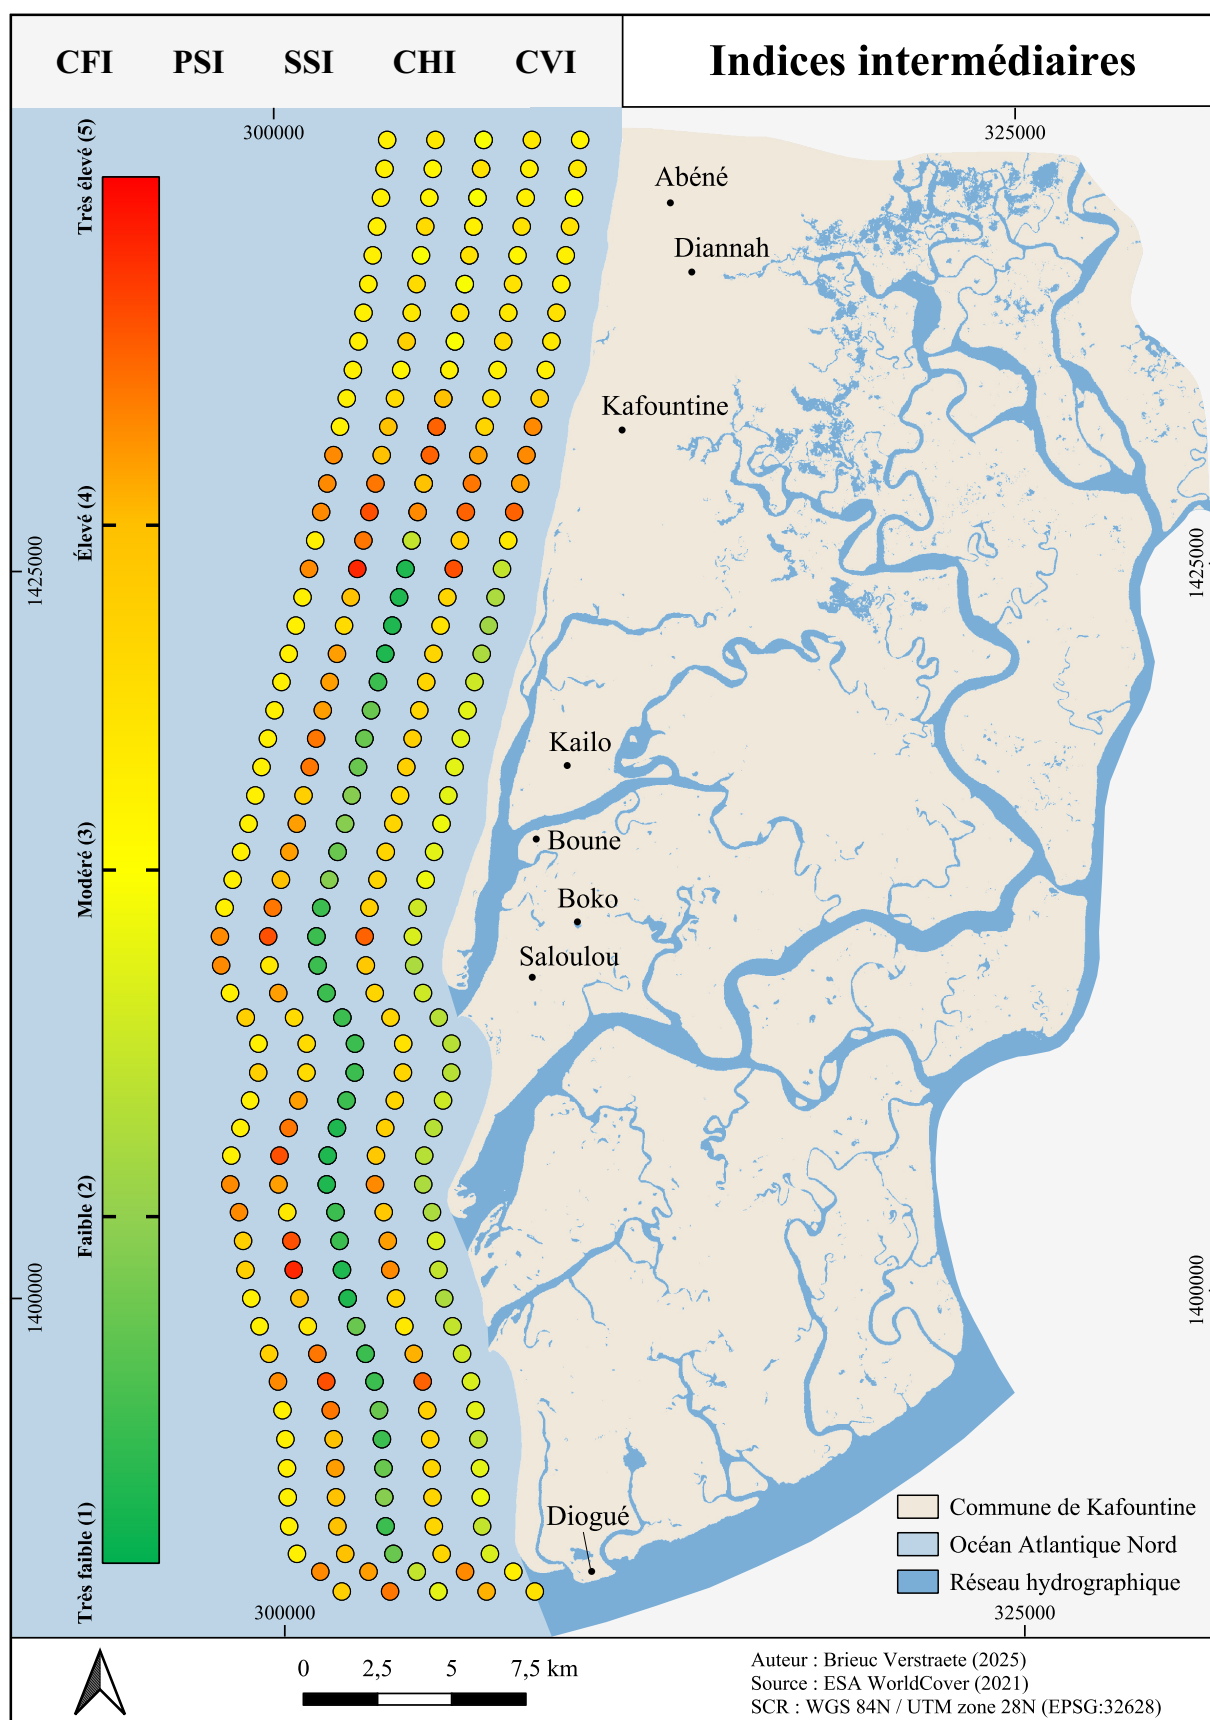 CFI PSI SSI CHI CVI
Indices intermédiaires
300000
325000
Très élevé (5)
Élevé (4)
Modéré (3)
Faible (2)
Très faible (1)
1425000
1425000
1400000
1400000
Abéné
Diannah
Kafountine
Kailo
Boune
Boko
Saloulou
Diogué
Commune de Kafountine
Océan Atlantique Nord
Réseau hydrographique
300000
325000
0 2,5 5 7,5 km
Auteur : Brieuc Verstraete (2025)
Source : ESA WorldCover (2021)
SCR : WGS 84N / UTM zone 28N (EPSG:32628)